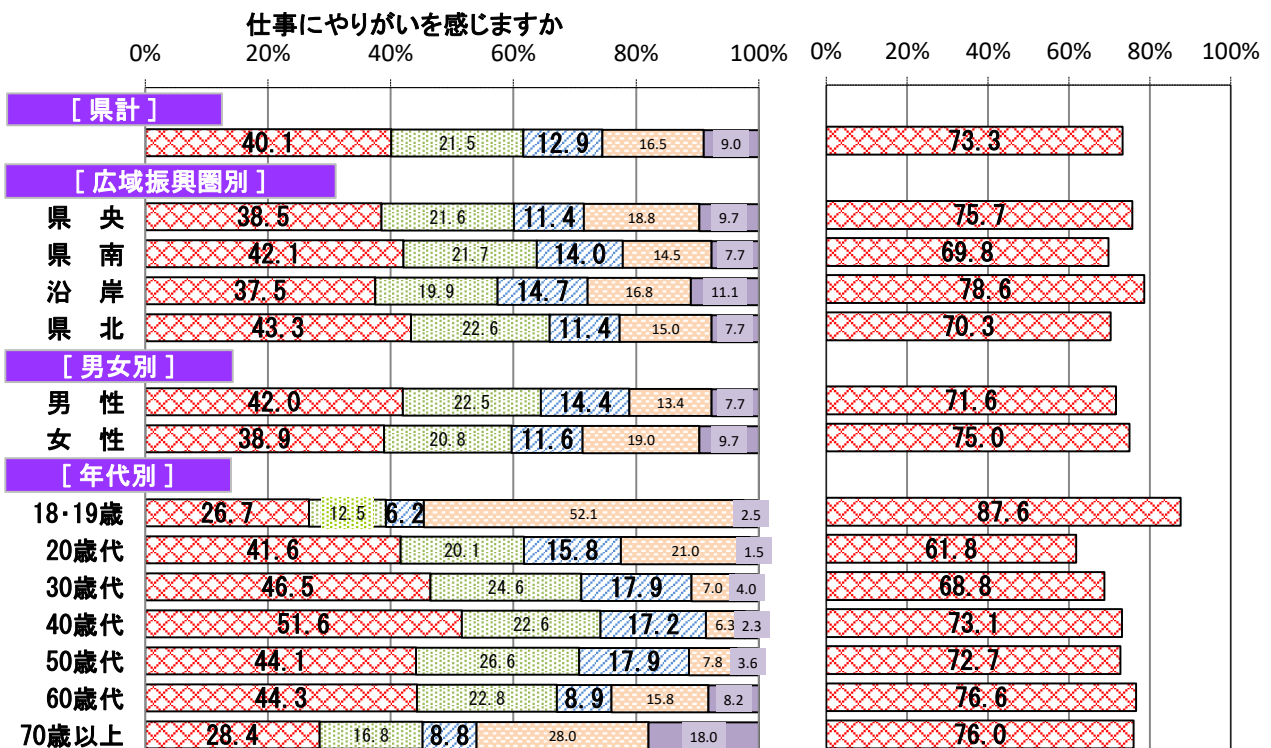 仕事にやりがいを感じますか
0% 20% 40% 60% 80% 100% 0% 20% 40% 60% 80% 100%
[ 県計 ]
40.1 21.5 12.9 16.5 9.0 73.3
[ 広域振興圏別 ]
県 央 38.5 21.6 11.4 18.8 9.7 75.7
県 南 42.1 21.7 14.0 14.5 7.7 69.8
沿 岸 37.5 19.9 14.7 16.8 11.1 78.6
県 北 43.3 22.6 11.4 15.0 7.7 70.3
[ 男女別 ]
男 性 42.0 22.5 14.4 13.4 7.7 71.6
女 性 38.9 20.8 11.6 19.0 9.7 75.0
[ 年代別 ]
18･19歳 26.7 12.5 6.2 52.1 2.5 87.6
20歳代 41.6 20.1 15.8 21.0 1.5 61.8
30歳代 46.5 24.6 17.9 7.0 4.0 68.8
40歳代 51.6 22.6 17.2 6.3 2.3 73.1
50歳代 44.1 26.6 17.9 7.8 3.6 72.7
60歳代 44.3 22.8 8.9 15.8 8.2 76.6
70歳以上 28.4 16.8 8.8 28.0 18.0 76.0